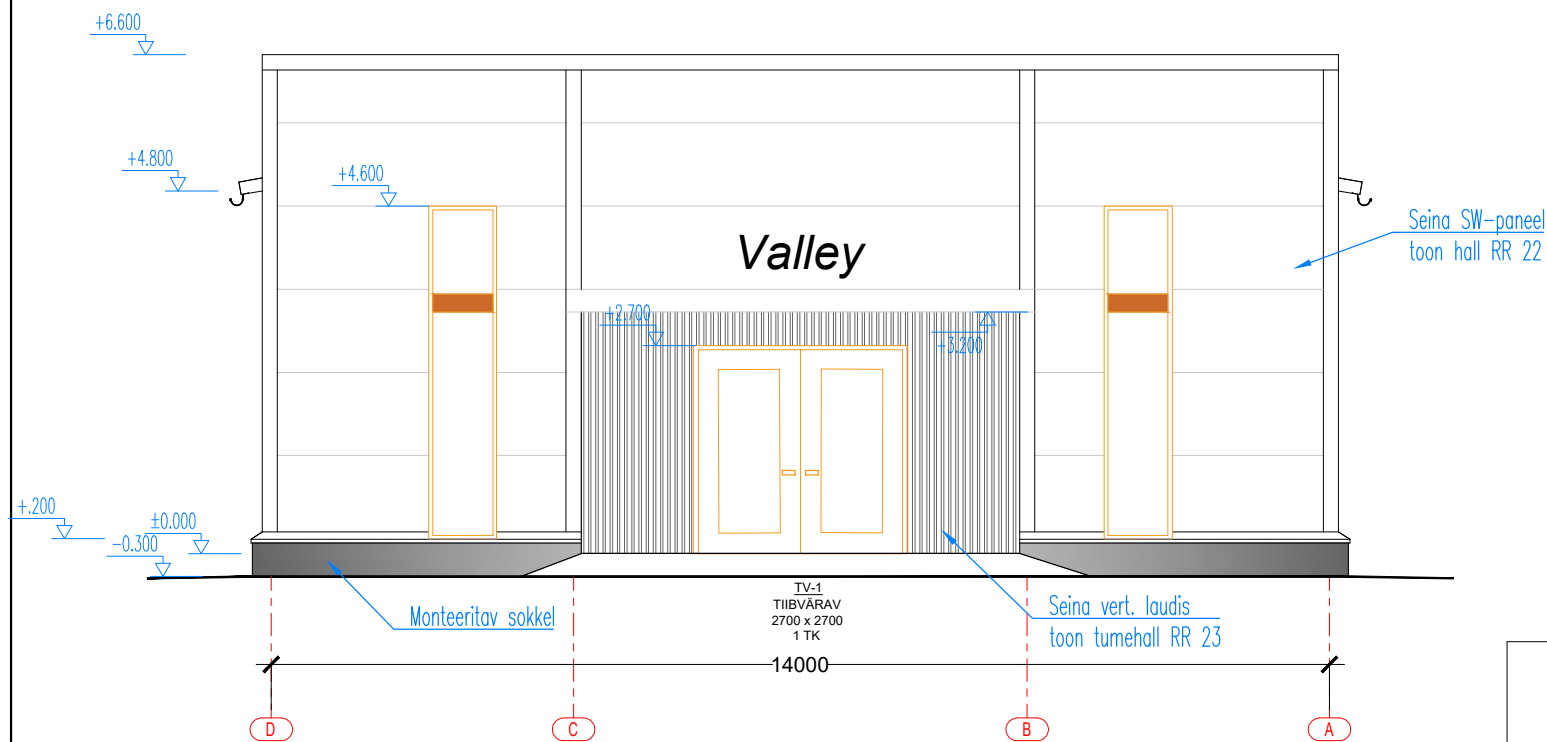 +6.600
+4.800
+4.600
Valley
Seina SW-paneel
toon hall RR 22
+2.700
+3.200
+.200
±0.000
-0.300
Monteeritav sokkel
TV-1
TIIBVÄRAV
2700 x 2700
1 TK
Seina vert. laudis
toon tumehall RR 23
14000
D
C
B
A